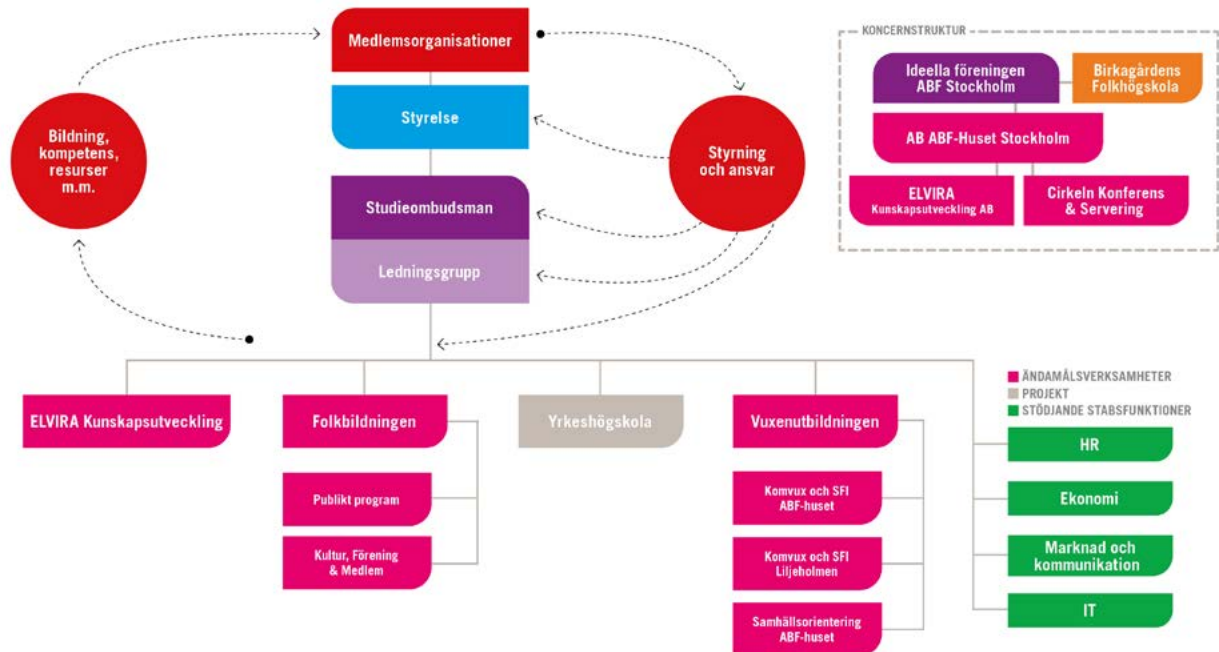 Medlemsorganisationer
Styrelse
Studieombudsman
Ledningsgrupp
Bildning,
kompetens,
resurser
m.m.
Styrning
och ansvar
KONCERNSTRUKTUR
Ideella föreningen
ABF Stockholm
Birkagårdens
Folkhögskola
AB ABF-Huset Stockholm
ELVIRA
Kunskapsutveckling AB
Cirkeln Konferens
& Servering
ELVIRA Kunskapsutveckling
Folkbildningen
Publikt program
Kultur, Förening
& Medlem
Yrkeshögskola
Vuxenutbildningen
Komvux och SFI
ABF-huset
Komvux och SFI
Liljeholmen
Samhällsorientering
ABF-huset
ÄNDAMÅLSVERKSAMHETER
PROJEKT
STÖDJANDE STABSFUNKTIONER
HR
Ekonomi
Marknad och
kommunikation
IT